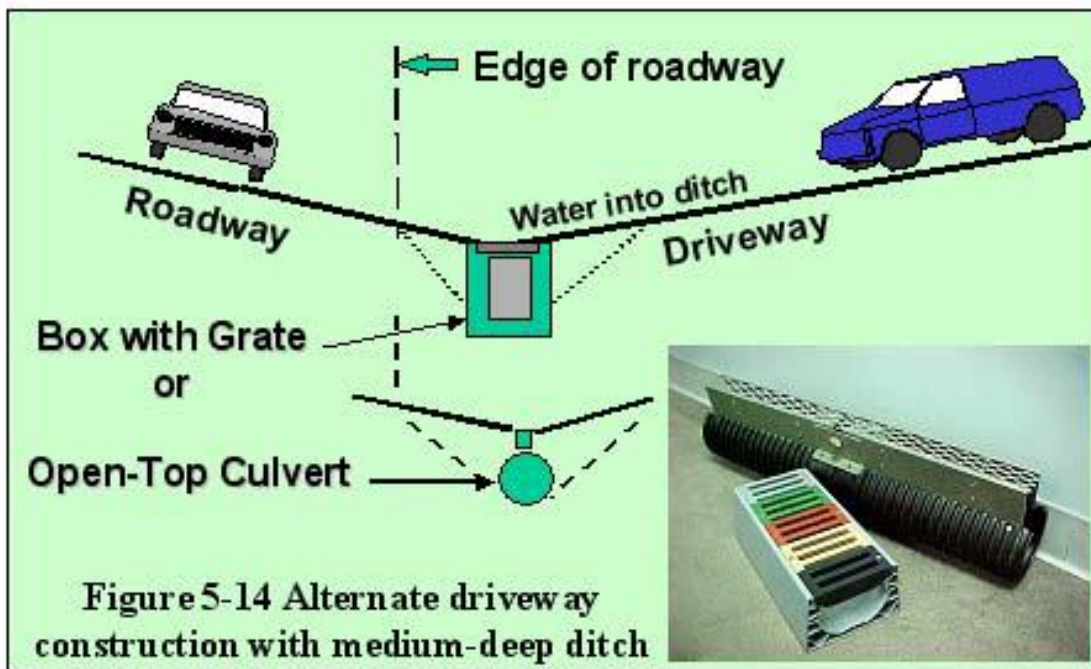 Edge of roadway
Roadway
Water into ditch
Driveway
Box with Grate
or
Open-Top Culvert
Figure 5-14 Alternate driveway
construction with medium-deep ditch